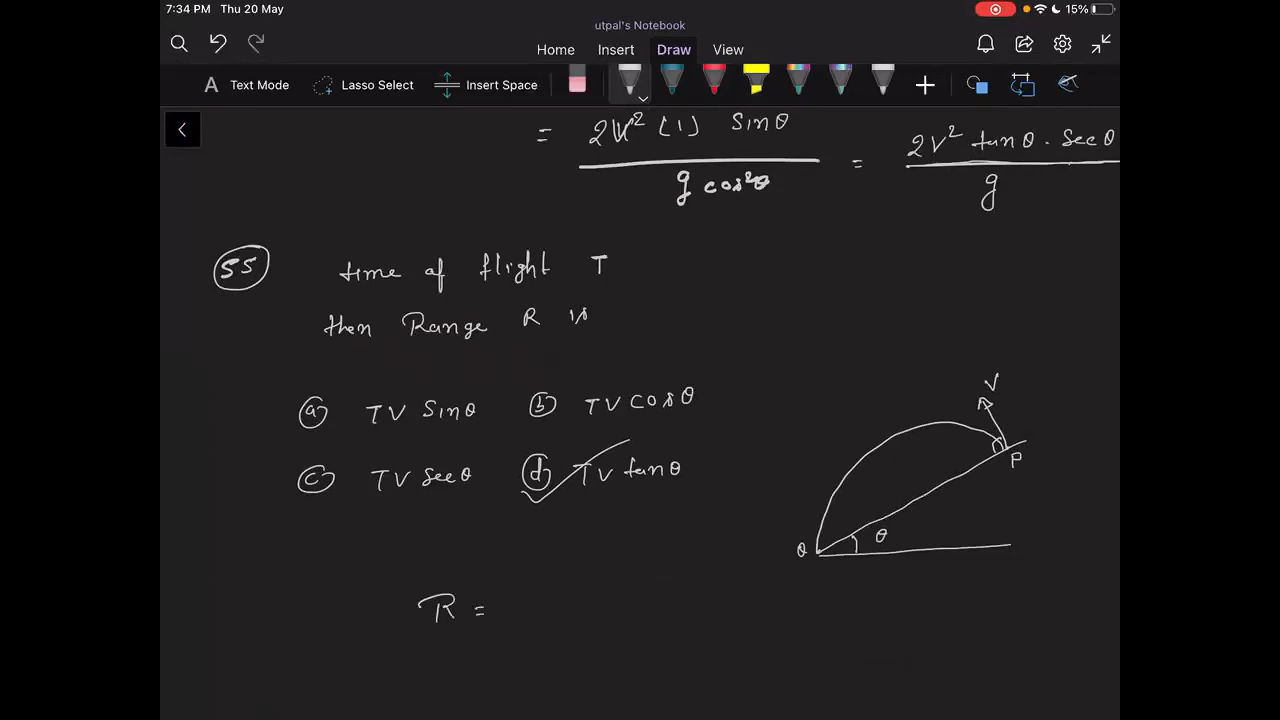 7:34 PM Thu 20 May
15%
utpal's Notebook
Home Insert Draw View
A Text Mode Lasso Select Insert Space
= 2V² (1) Sinθ / g cos²θ = 2V² tanθ · Secθ / g
55 time of flight T
then Range R is
(a) TV Sinθ (b) TV cosθ
(c) TV Secθ (d) TV tanθ
V
P
θ
O
R =